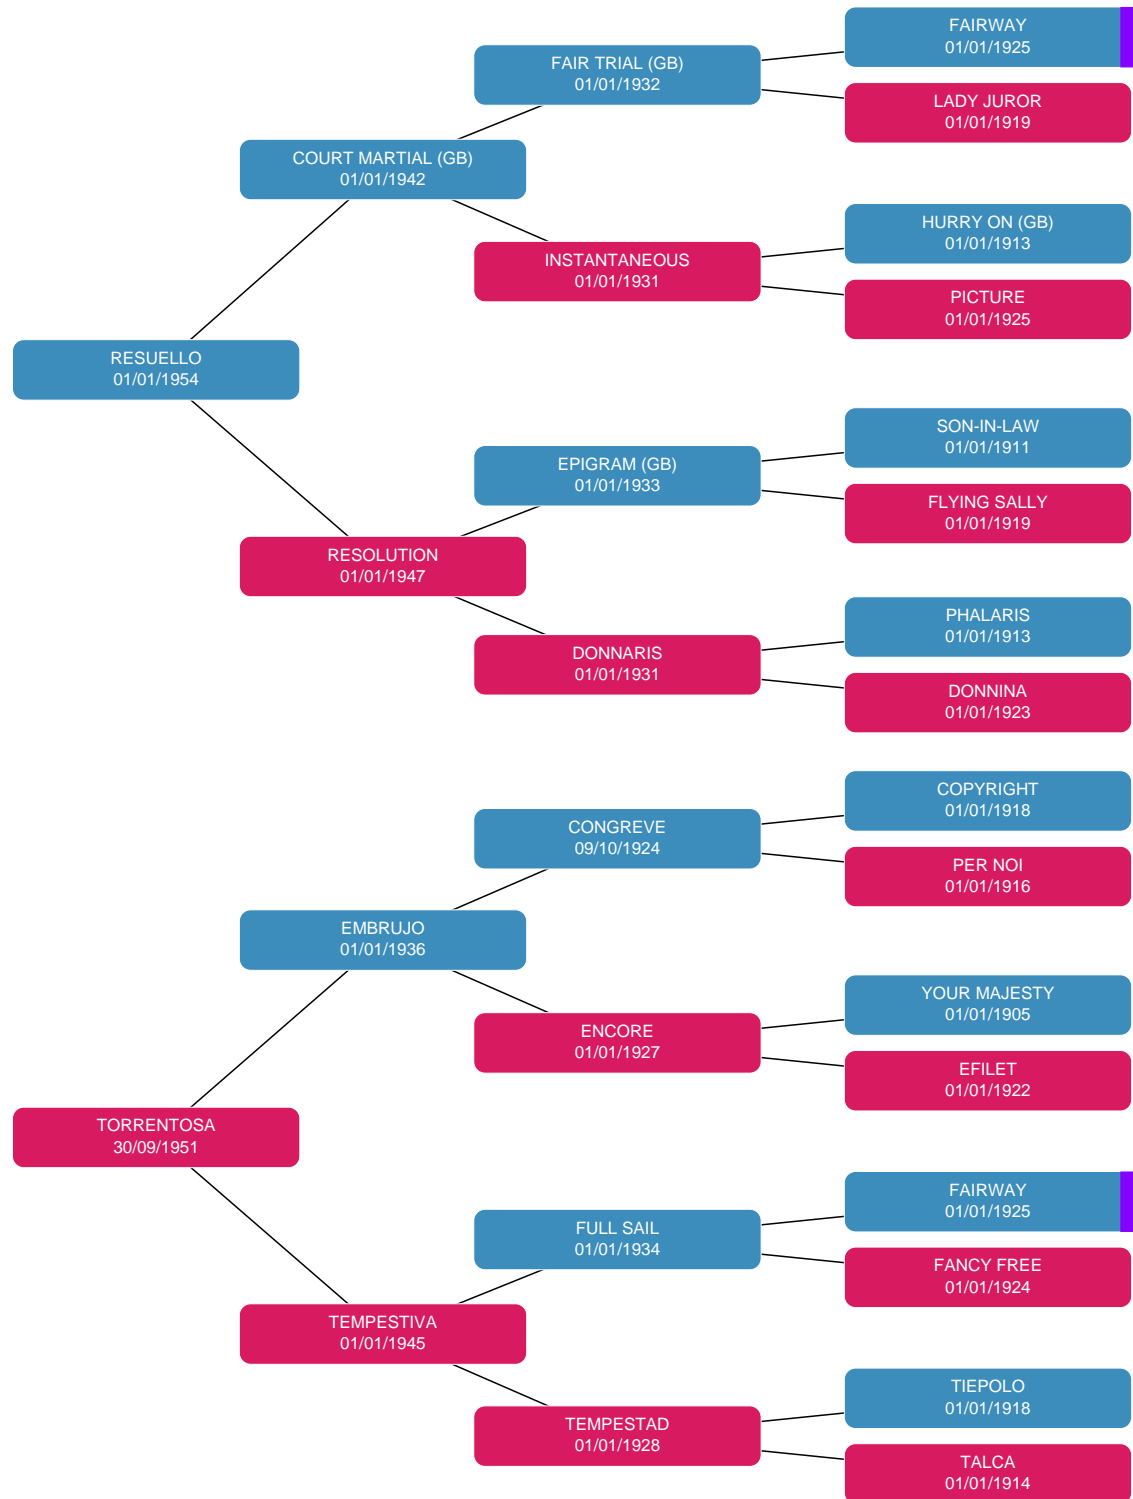 FAIRWAY
01/01/1925
FAIR TRIAL (GB)
01/01/1932
LADY JUROR
01/01/1919
COURT MARTIAL (GB)
01/01/1942
HURRY ON (GB)
01/01/1913
INSTANTANEOUS
01/01/1931
PICTURE
01/01/1925
RESUELLO
01/01/1954
SON-IN-LAW
01/01/1911
EPIGRAM (GB)
01/01/1933
FLYING SALLY
01/01/1919
RESOLUTION
01/01/1947
PHALARIS
01/01/1913
DONNARIS
01/01/1931
DONNINA
01/01/1923
COPYRIGHT
01/01/1918
CONGREVE
09/10/1924
PER NOI
01/01/1916
EMBRUJO
01/01/1936
YOUR MAJESTY
01/01/1905
ENCORE
01/01/1927
EFILET
01/01/1922
TORRENTOSA
30/09/1951
FAIRWAY
01/01/1925
FULL SAIL
01/01/1934
FANCY FREE
01/01/1924
TEMPESTIVA
01/01/1945
TIEPOLO
01/01/1918
TEMPESTAD
01/01/1928
TALCA
01/01/1914